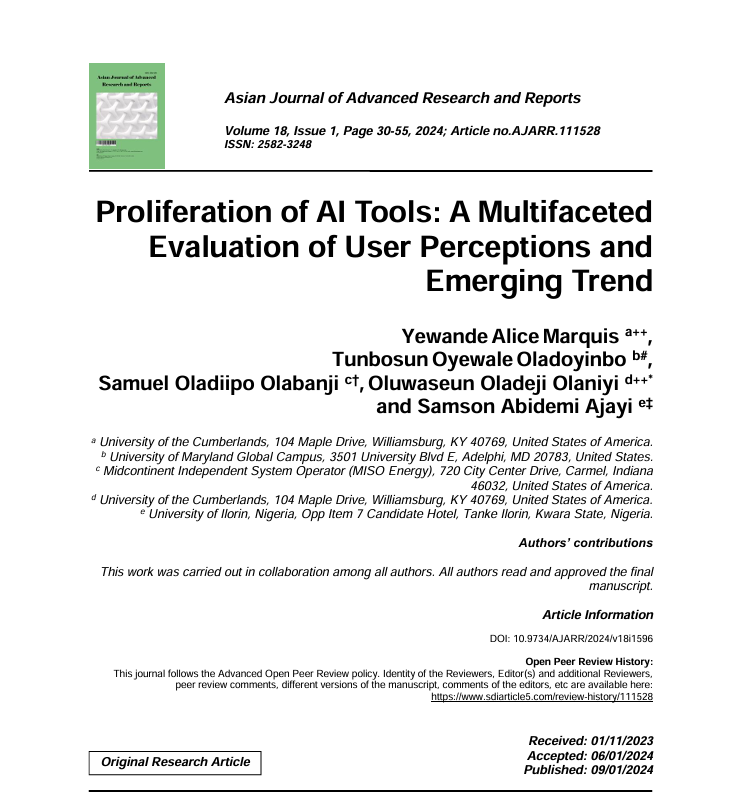 Asian Journal of Advanced
Research and Reports
Asian Journal of Advanced Research and Reports
Volume 18, Issue 1, Page 30-55, 2024; Article no.AJARR.111528
ISSN: 2582-3248
Proliferation of AI Tools: A Multifaceted
Evaluation of User Perceptions and
Emerging Trend
Yewande Alice Marquis a++,
Tunbosun Oyewale Oladoyinbo b#,
Samuel Oladiipo Olabanji c†, Oluwaseun Oladeji Olaniyi d++*
and Samson Abidemi Ajayi e‡
a University of the Cumberlands, 104 Maple Drive, Williamsburg, KY 40769, United States of America.
b University of Maryland Global Campus, 3501 University Blvd E, Adelphi, MD 20783, United States.
c Midcontinent Independent System Operator (MISO Energy), 720 City Center Drive, Carmel, Indiana
46032, United States of America.
d University of the Cumberlands, 104 Maple Drive, Williamsburg, KY 40769, United States of America.
e University of Ilorin, Nigeria, Opp Item 7 Candidate Hotel, Tanke Ilorin, Kwara State, Nigeria.
Authors’ contributions
This work was carried out in collaboration among all authors. All authors read and approved the final
manuscript.
Article Information
DOI: 10.9734/AJARR/2024/v18i1596
Open Peer Review History:
This journal follows the Advanced Open Peer Review policy. Identity of the Reviewers, Editor(s) and additional Reviewers,
peer review comments, different versions of the manuscript, comments of the editors, etc are available here:
https://www.sdiarticle5.com/review-history/111528
Received: 01/11/2023
Accepted: 06/01/2024
Published: 09/01/2024
Original Research Article